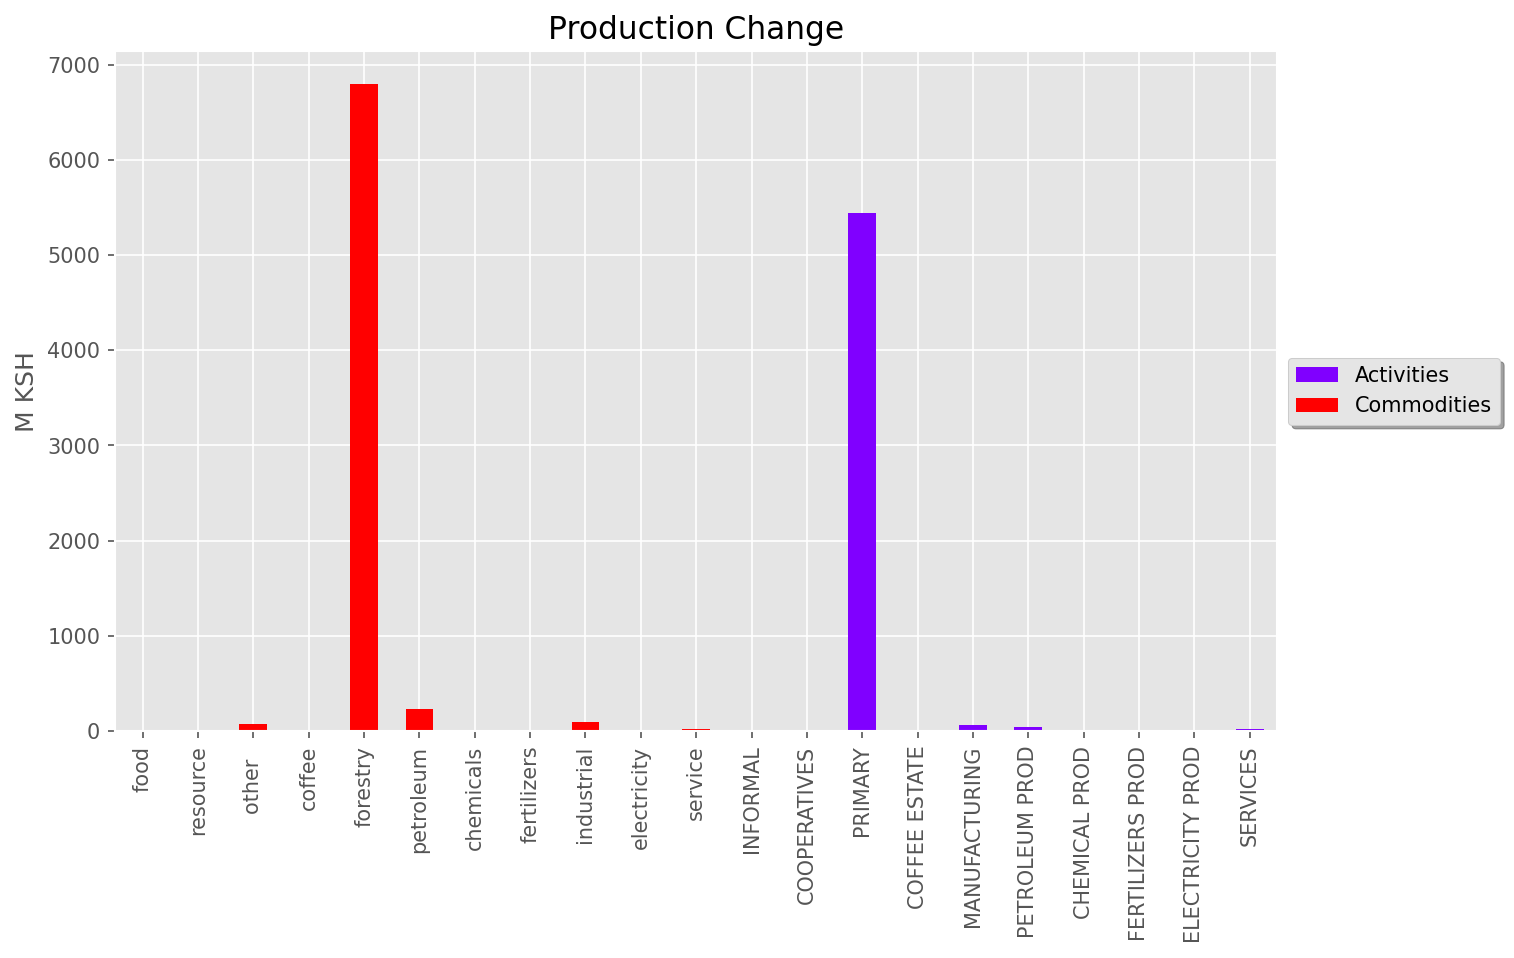 Production Change
M KSH
7000
6000
5000
4000
3000
2000
1000
0
food
resource
other
coffee
forestry
petroleum
chemicals
fertilizers
industrial
electricity
service
INFORMAL
COOPERATIVES
PRIMARY
COFFEE ESTATE
MANUFACTURING
PETROLEUM PROD
CHEMICAL PROD
FERTILIZERS PROD
ELECTRICITY PROD
SERVICES
Activities
Commodities